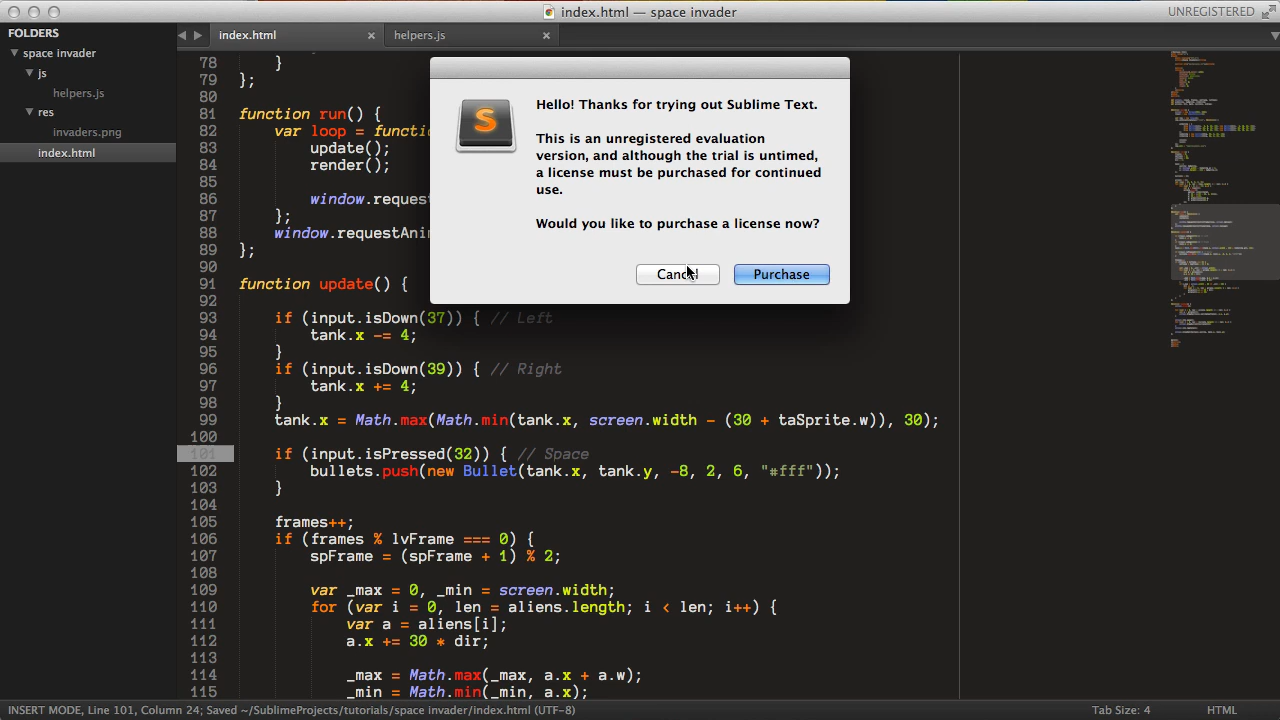 index.html — space invader
UNREGISTERED
FOLDERS
space invader
js
helpers.js
res
invaders.png
index.html
index.html
helpers.js
Hello! Thanks for trying out Sublime Text.
This is an unregistered evaluation
version, and although the trial is untimed,
a license must be purchased for continued
use.
Would you like to purchase a license now?
Purchase
78 }
79 };
80
81 function run() {
82 var loop = functio
83 update();
84 render();
85
86 window.request
87 };
88 window.requestAni
89 };
90
91 function update() {
92
93 if (input.isDown(37)) { // Left
94 tank.x -= 4;
95 }
96 if (input.isDown(39)) { // Right
97 tank.x += 4;
98 }
99 tank.x = Math.max(Math.min(tank.x, screen.width - (30 + taSprite.w)), 30);
100
101 if (input.isPressed(32)) { // Space
102 bullets.push(new Bullet(tank.x, tank.y, -8, 2, 6, "#fff"));
103 }
104
105 frames++;
106 if (frames % lvFrame === 0) {
107 spFrame = (spFrame + 1) % 2;
108
109 var _max = 0, _min = screen.width;
110 for (var i = 0, len = aliens.length; i < len; i++) {
111 var a = aliens[i];
112 a.x += 30 * dir;
113
114 _max = Math.max(_max, a.x + a.w);
115 _min = Math.min(_min, a.x);
INSERT MODE, Line 101, Column 24; Saved ~/SublimeProjects/tutorials/space invader/index.html (UTF-8)
Tab Size: 4
HTML